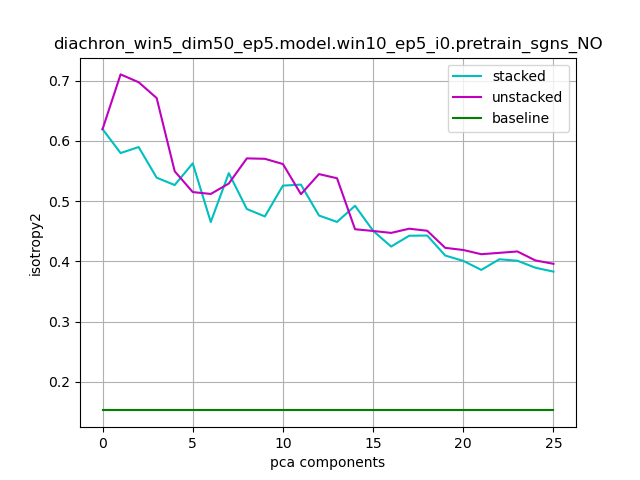 diachron_win5_dim50_ep5.model.win10_ep5_i0.pretrain_sgns_NO
stacked
unstacked
baseline
0.7
0.6
0.5
0.4
0.3
0.2
isotropy2
0 5 10 15 20 25
pca components